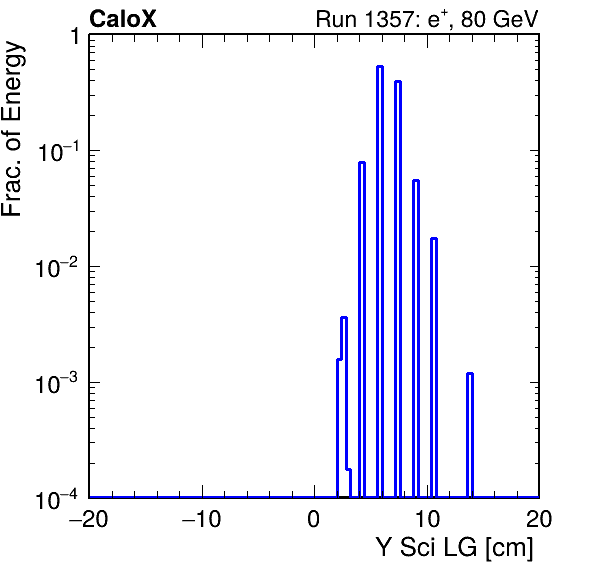 CaloX Run 1357: e⁺, 80 GeV
Frac. of Energy
1
10⁻¹
10⁻²
10⁻³
10⁻⁴
−20 −10 0 10 20
Y Sci LG [cm]